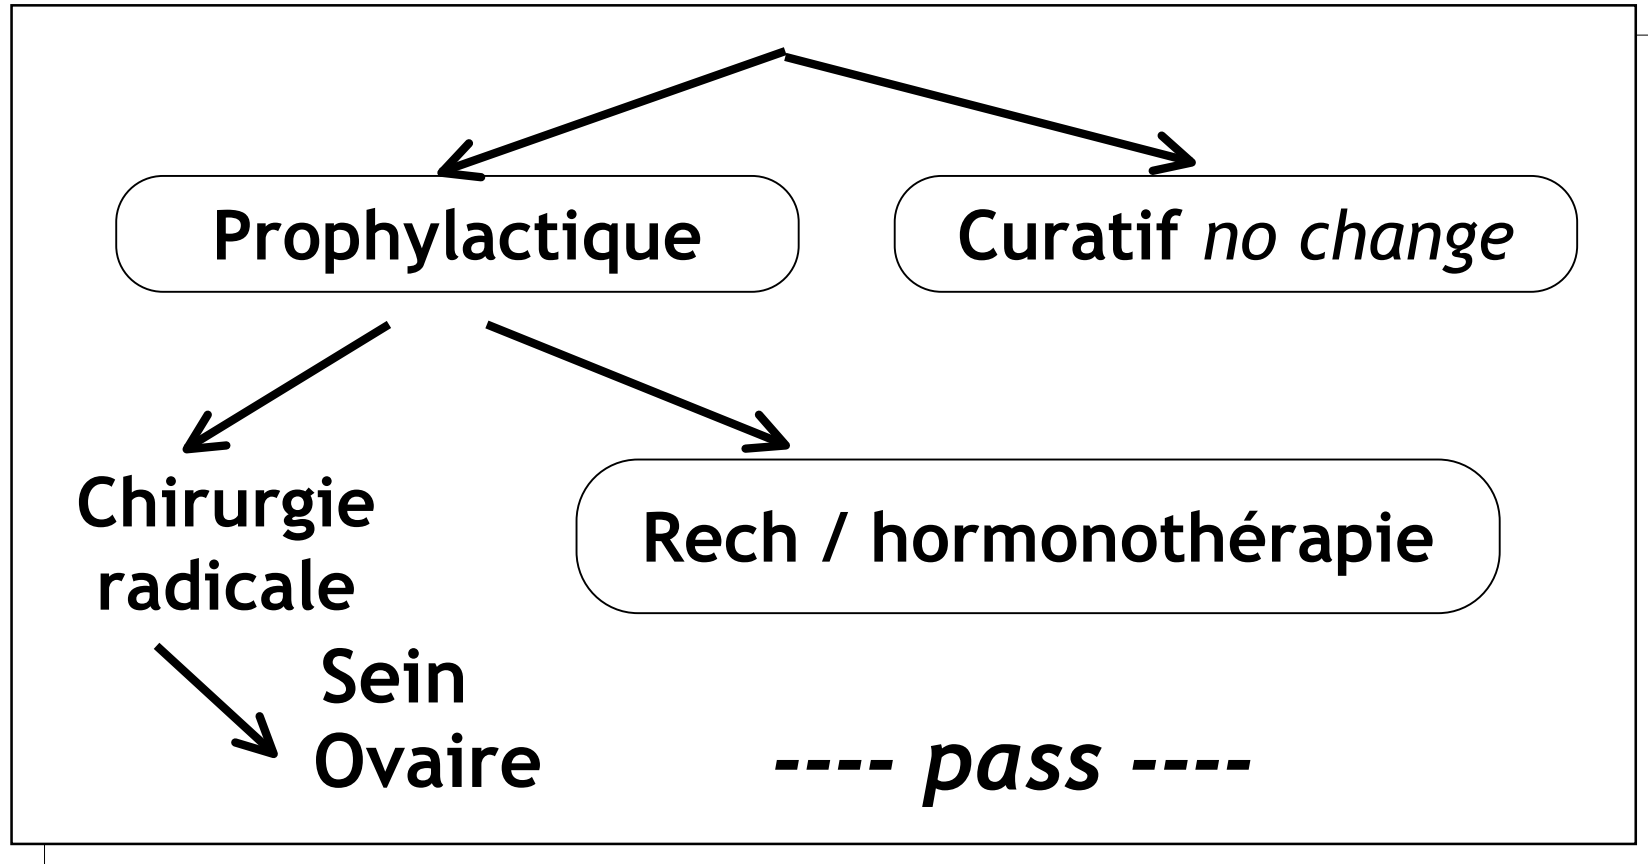 Prophylactique
Curatif no change
Chirurgie
radicale
Rech / hormonothérapie
Sein
Ovaire
---- pass ----